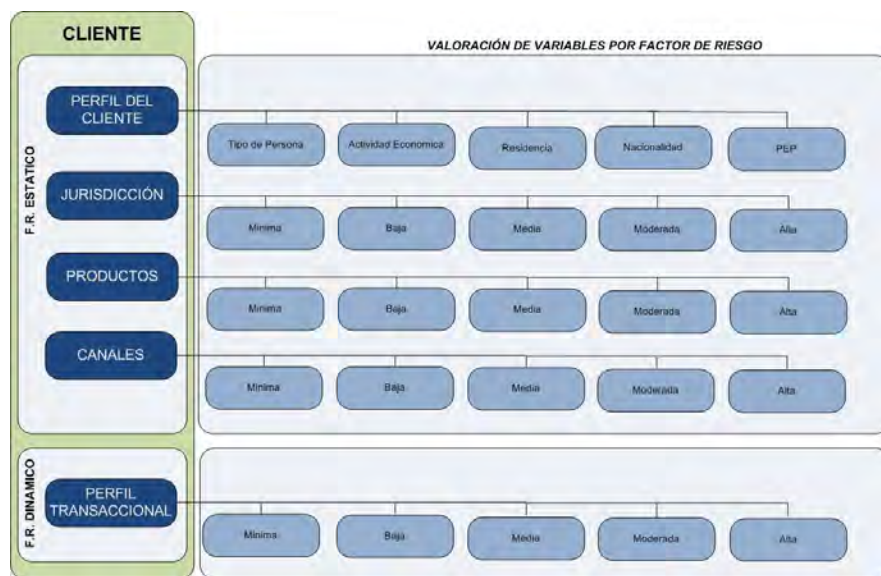 CLIENTE
VALORACIÓN DE VARIABLES POR FACTOR DE RIESGO
F.R. ESTATICO
PERFIL DEL
CLIENTE
Tipo de Persona
Actividad Economica
Residencia
Nacionalidad
PEP
JURISDICCIÓN
Minima
Baja
Media
Moderada
Alta
PRODUCTOS
Minima
Baja
Media
Moderada
Alta
CANALES
Minima
Baja
Media
Moderada
Alta
F.R. DINAMICO
PERFIL
TRANSACCIONAL
Minima
Baja
Media
Moderada
Alta